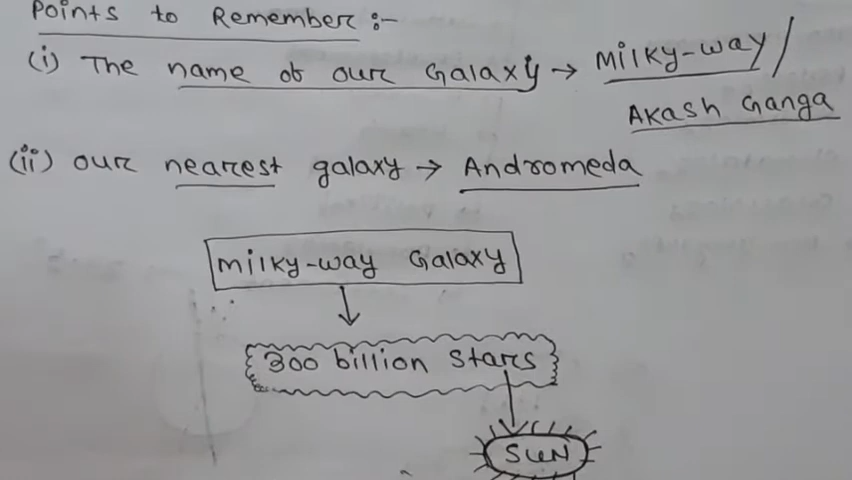 Points to Remember :-
(i) The name of our Galaxy → Milky-way/
Akash Ganga
(ii) our nearest galaxy → Andromeda
Milky-way Galaxy
300 billion Stars
SUN